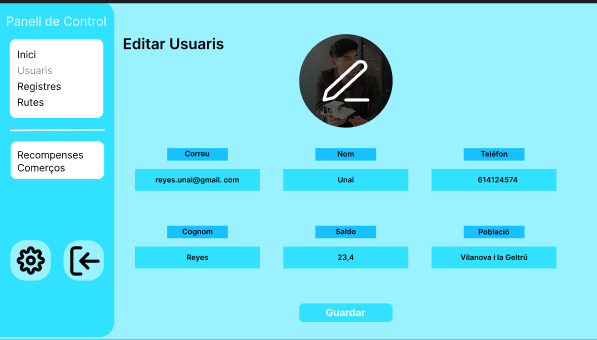 Panell de Control
Inici
Usuaris
Registres
Rutes
Recompenses
Comerços
Editar Usuaris
Correu
Nom
Telèfon
reyes.unai@gmail. com
Unai
614124574
Cognom
Saldo
Població
Reyes
23,4
Vilanova i la Geltrú
Guardar